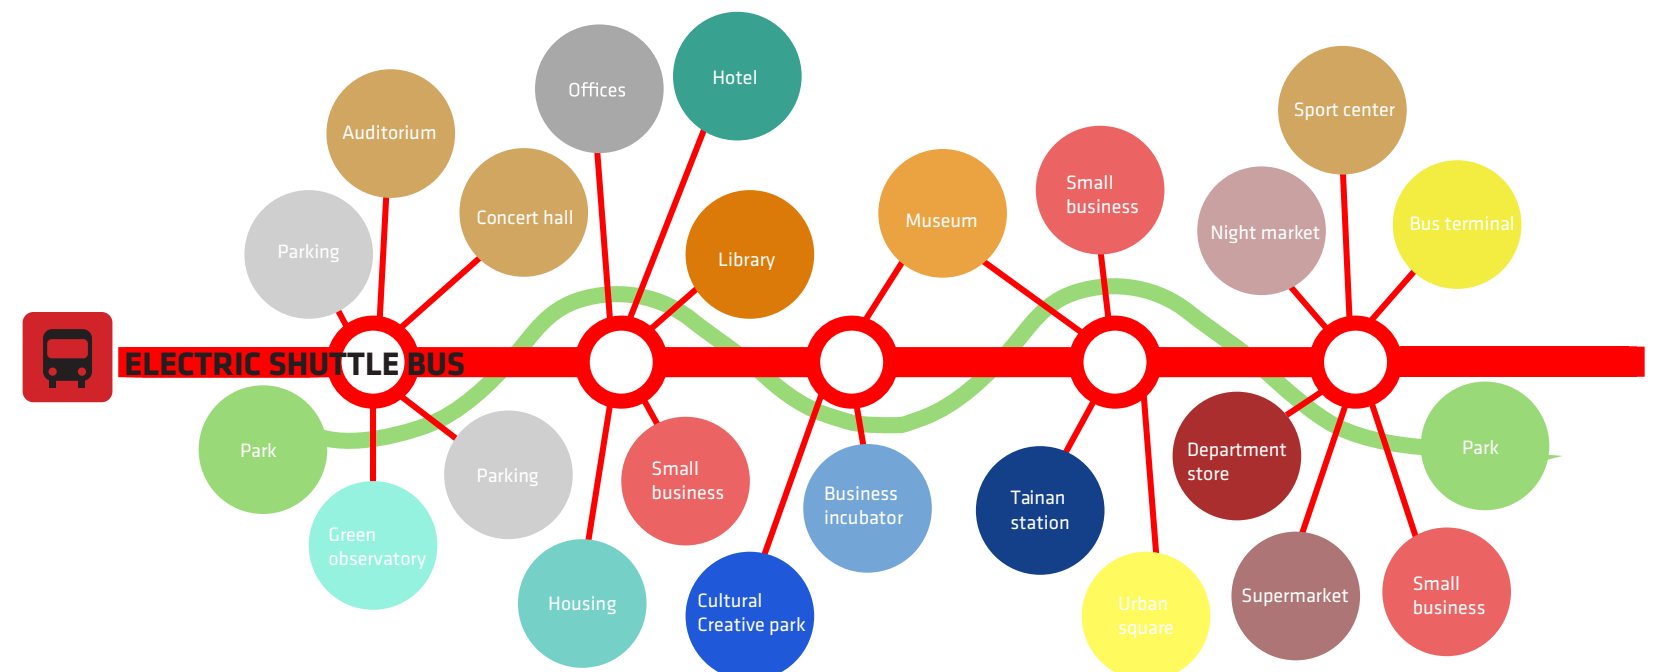 Offices
Hotel
Auditorium
Sport center
Small
business
Concert hall
Museum
Night market
Bus terminal
Parking
Library
ELECTRIC SHUTTLE BUS
Park
Parking
Small
business
Business
incubator
Tainan
station
Department
store
Park
Green
observatory
Housing
Cultural
Creative park
Urban
square
Supermarket
Small
business